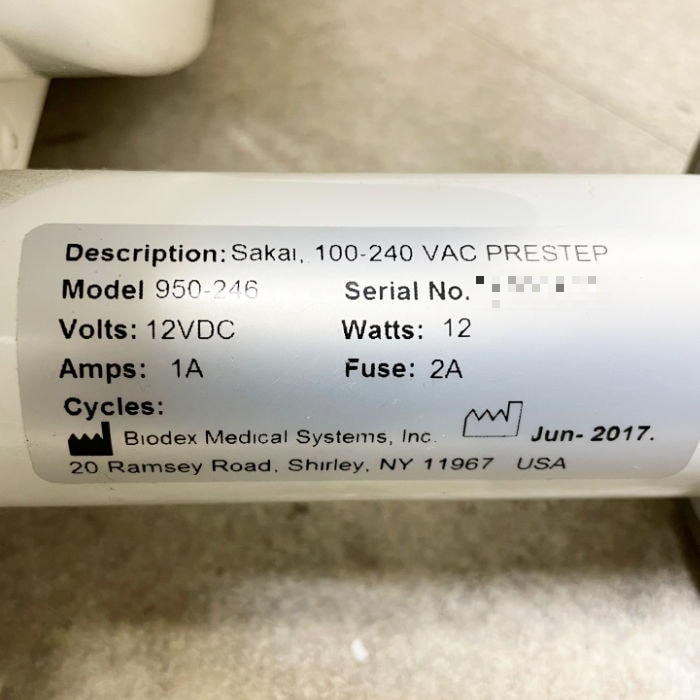 Description: Sakai, 100-240 VAC PRESTEP
Model 950-246 Serial No.
Volts: 12VDC Watts: 12
Amps: 1A Fuse: 2A
Cycles:
Biodex Medical Systems, Inc. Jun- 2017.
20 Ramsey Road, Shirley, NY 11967 USA